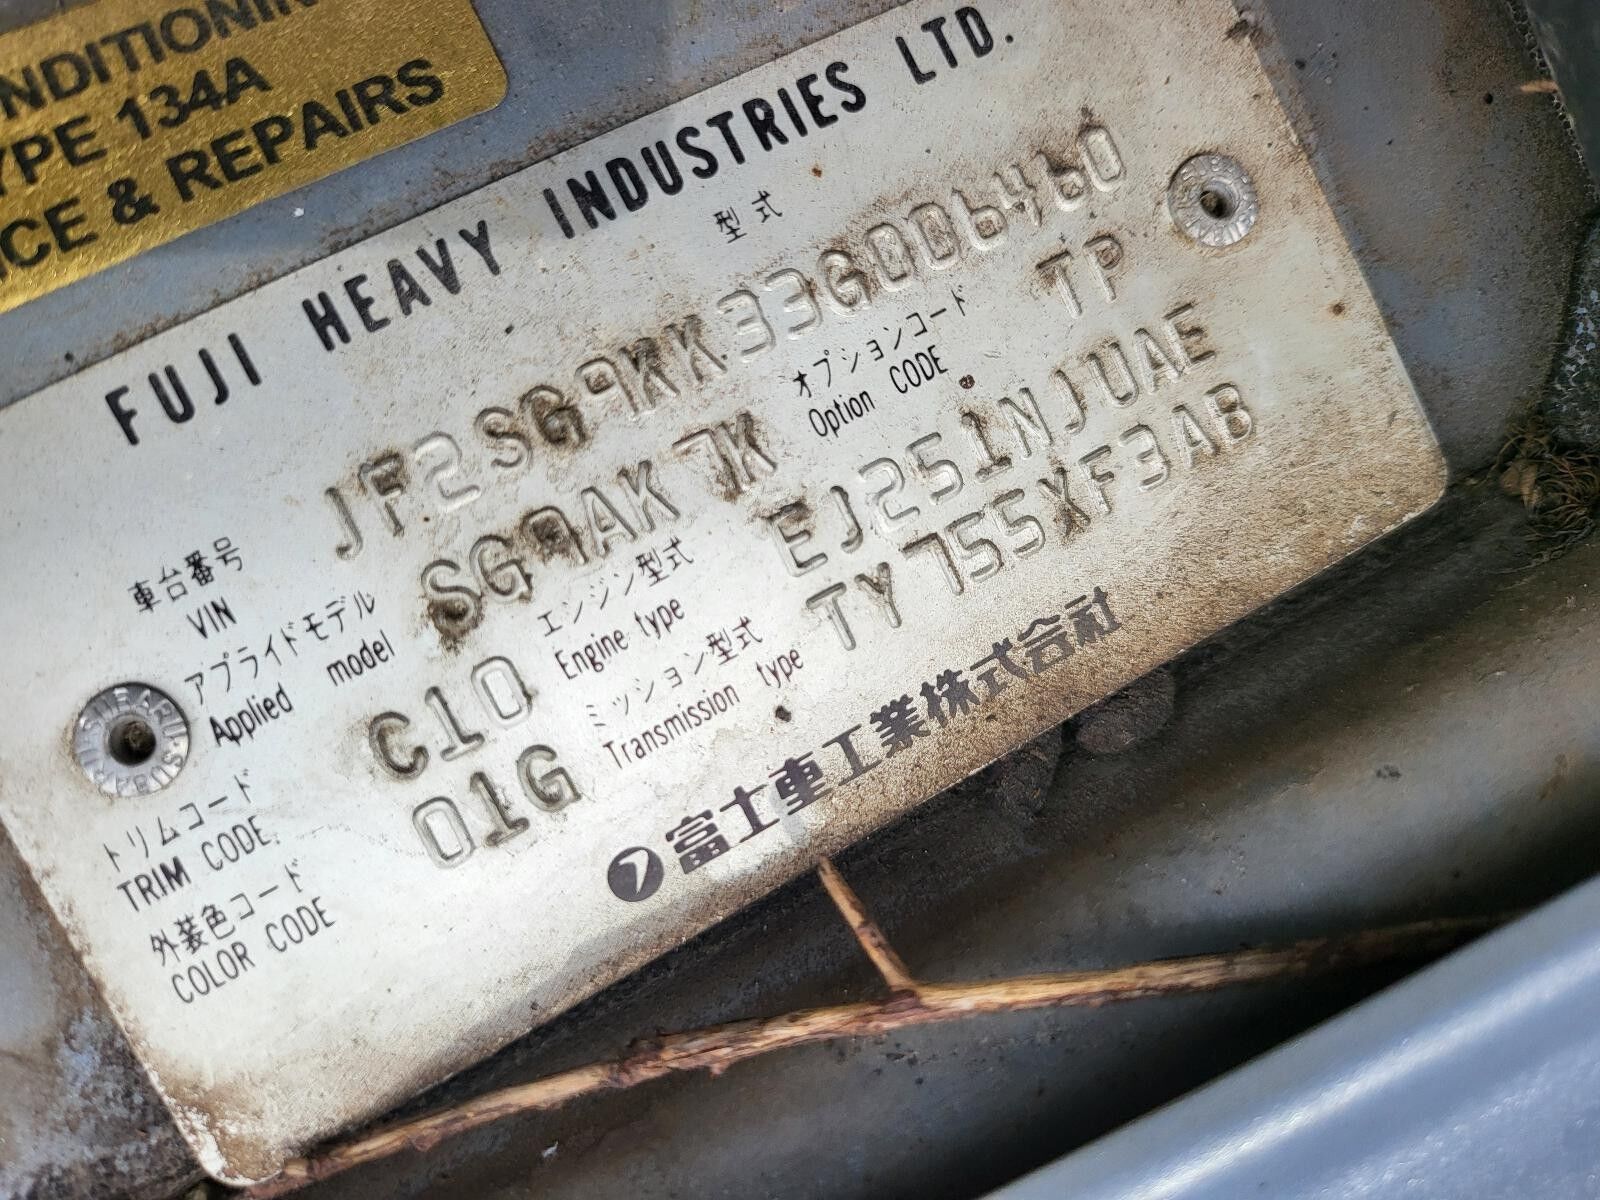 NDITIONIN
YPE 134A
ICE & REPAIRS
FUJI HEAVY INDUSTRIES LTD.
型式
車台番号
VIN JF2SG9KK33G006460
アプライドモデル
Applied model SG9AK7K
オプションコード
Option CODE TP
トリムコード
TRIM CODE C10
エンジン型式
Engine type EJ251NJUAE
外装色コード
COLOR CODE 01G
ミッション型式
Transmission type TY755XF3AB
富士重工業株式会社
SUBARU SUBARU